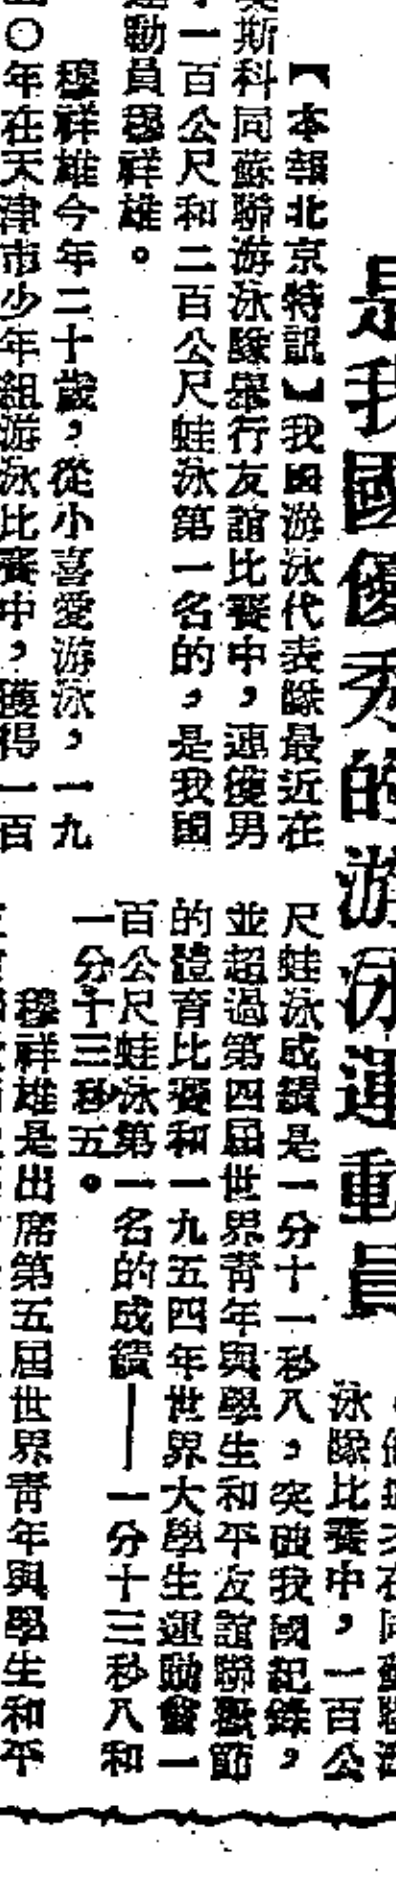 是我國優秀的游泳運動員
【本報北京特訊】我國游泳代表隊最近在
斯科同蘇聯游泳隊舉行友誼比賽中，連獲男
一百公尺和二百公尺蛙泳第一名的，是我國
運動員穆祥雄。
穆祥雄今年二十歲，從小喜愛游泳，一九
〇年在天津市少年組游泳比賽中，獲得一百
在同蘇聯游
泳隊比賽中，一百公
尺蛙泳成績是一分十一秒八，突破我國記錄，
並超過第四屆世界青年與學生和平友誼聯歡節
的體育比賽和一九五四年世界大學生運動會一
百公尺蛙泳第一名的成績——一分十三秒八和
一分十三秒五。
穆祥雄是出席第五屆世界青年與學生和平